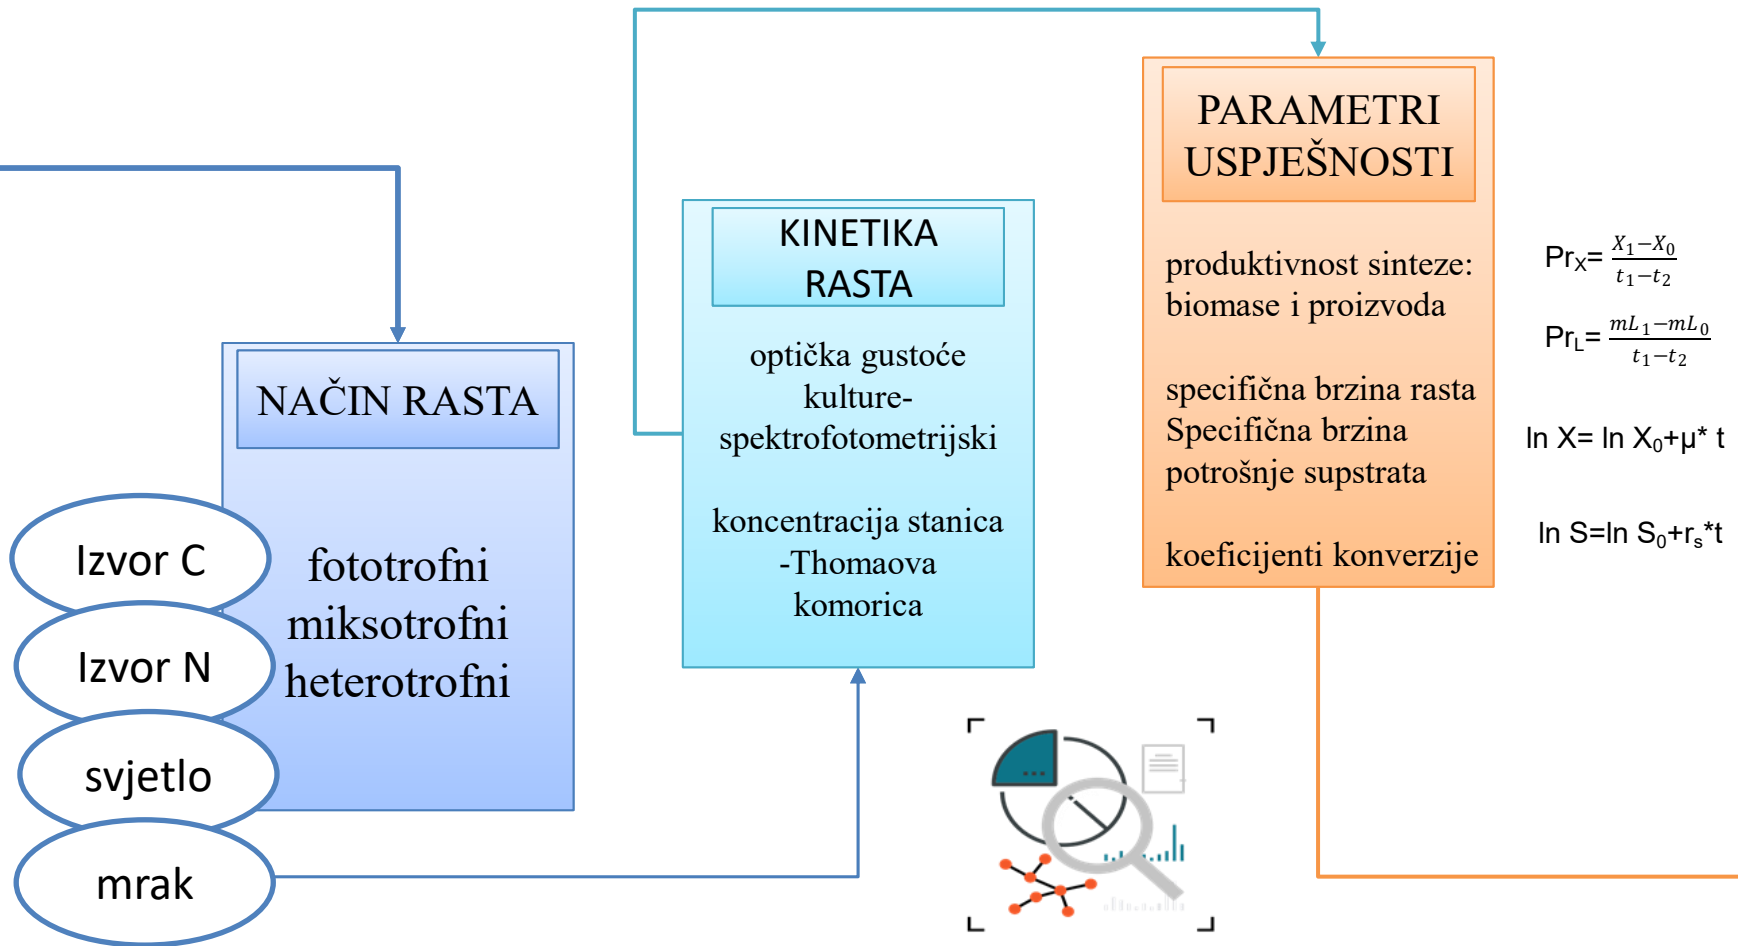 NAČIN RASTA
fototrofni
miksotrofni
heterotrofni
Izvor C
Izvor N
svjetlo
mrak
KINETIKA
RASTA
optička gustoće
kulture-
spektrofotometrijski
koncentracija stanica
-Thomaova
komorica
PARAMETRI
USPJEŠNOSTI
produktivnost sinteze:
biomase i proizvoda
specifična brzina rasta
Specifična brzina
potrošnje supstrata
koeficijenti konverzije
Pr_X= (X_1−X_0)/(t_1−t_2)
Pr_L= (mL_1−mL_0)/(t_1−t_2)
ln X= ln X_0+µ* t
ln S=ln S_0+r_s*t